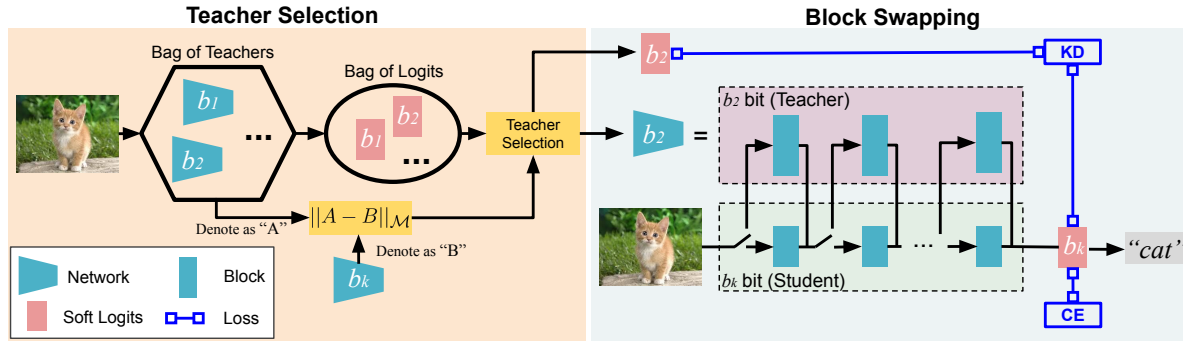 Teacher Selection
Block Swapping
Bag of Teachers
Bag of Logits
b1
b2
...
b1
b2
...
Teacher
Selection
Denote as “A”
||A − B||M
Denote as “B”
bk
Network
Block
Soft Logits
Loss
b2
KD
b2 =
b2 bit (Teacher)
...
bk bit (Student)
bk
“cat’
CE